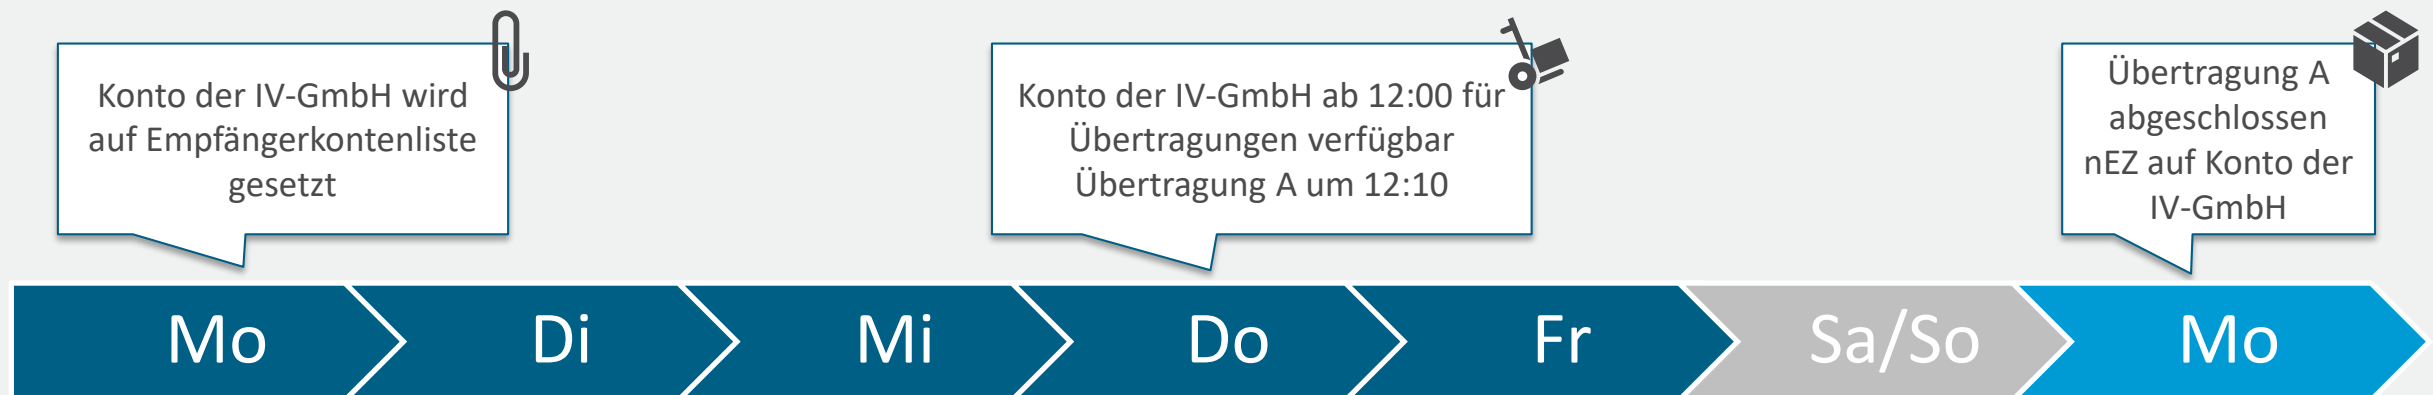 Konto der IV-GmbH wird
auf Empfängerkontenliste
gesetzt
Konto der IV-GmbH ab 12:00 für
Übertragungen verfügbar
Übertragung A um 12:10
Übertragung A
abgeschlossen
nEZ auf Konto der
IV-GmbH
Mo
Di
Mi
Do
Fr
Sa/So
Mo